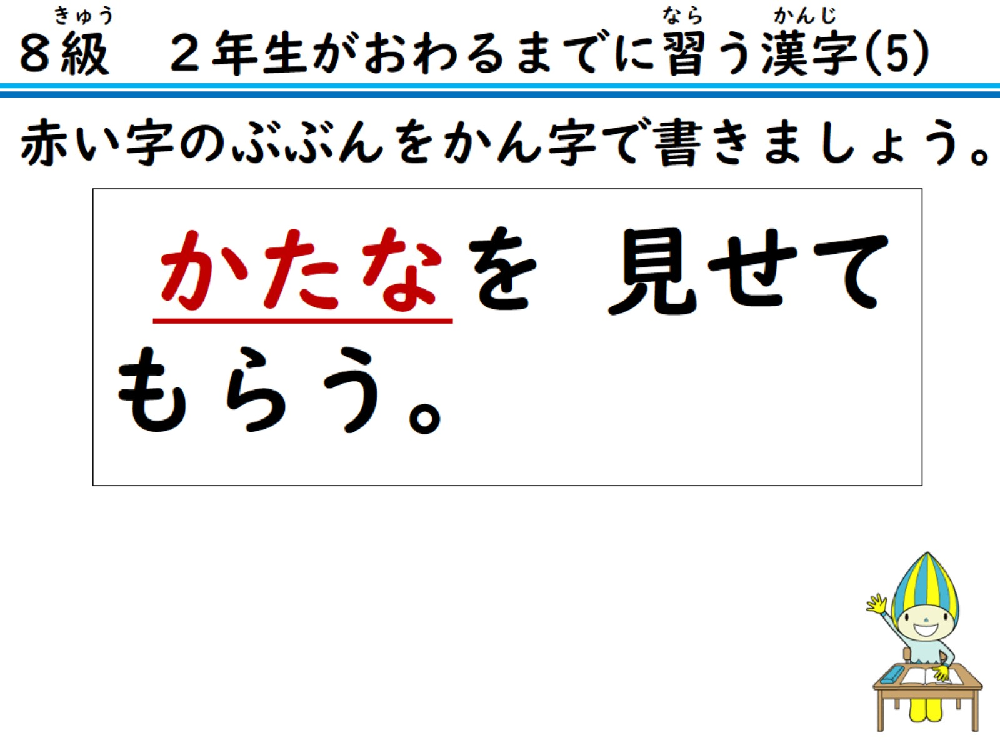 きゅう なら かんじ
８級　２年生がおわるまでに習う漢字(5)
赤い字のぶぶんをかん字で書きましょう。
かたなを 見せて
もらう。